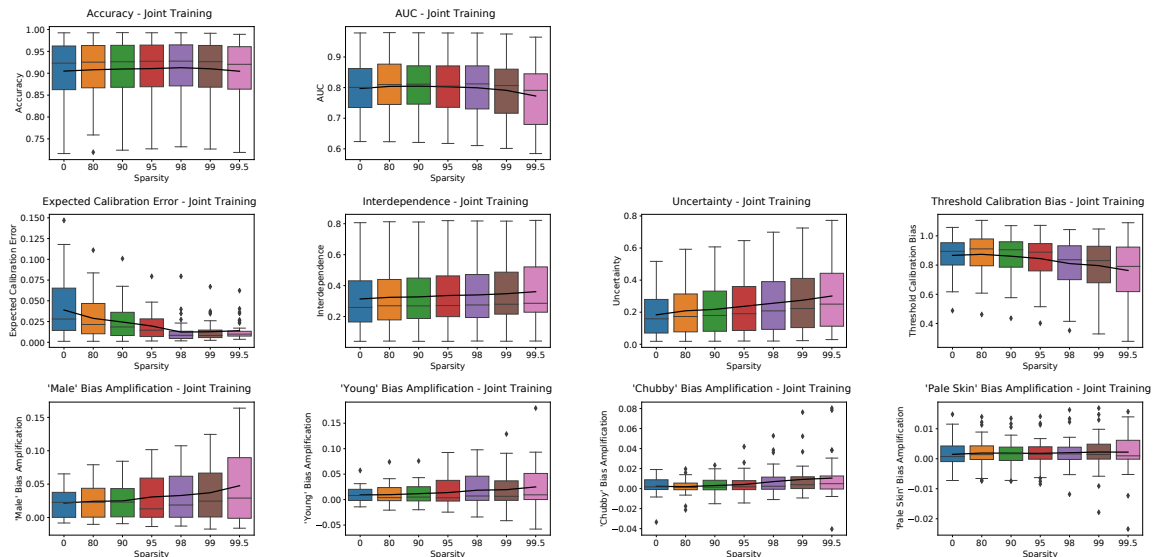 Accuracy - Joint Training
AUC - Joint Training
1.00
0.95
0.90
0.85
0.80
0.75
Accuracy
0 80 90 95 98 99 99.5
Sparsity
0.9
0.8
0.7
0.6
AUC
0 80 90 95 98 99 99.5
Sparsity
Expected Calibration Error - Joint Training
Interdependence - Joint Training
Uncertainty - Joint Training
Threshold Calibration Bias - Joint Training
0.150
0.125
0.100
0.075
0.050
0.025
0.000
Expected Calibration Error
0 80 90 95 98 99 99.5
Sparsity
0.8
0.6
0.4
0.2
Interdependence
0 80 90 95 98 99 99.5
Sparsity
0.8
0.6
0.4
0.2
0.0
Uncertainty
0 80 90 95 98 99 99.5
Sparsity
1.0
0.8
0.6
0.4
Threshold Calibration Bias
0 80 90 95 98 99 99.5
Sparsity
'Male' Bias Amplification - Joint Training
'Young' Bias Amplification - Joint Training
'Chubby' Bias Amplification - Joint Training
'Pale Skin' Bias Amplification - Joint Training
0.15
0.10
0.05
0.00
'Male' Bias Amplification
0 80 90 95 98 99 99.5
Sparsity
0.15
0.10
0.05
0.00
−0.05
'Young' Bias Amplification
0 80 90 95 98 99 99.5
Sparsity
0.08
0.06
0.04
0.02
0.00
−0.02
−0.04
'Chubby' Bias Amplification
0 80 90 95 98 99 99.5
Sparsity
0.01
0.00
−0.01
−0.02
'Pale Skin' Bias Amplification
0 80 90 95 98 99 99.5
Sparsity